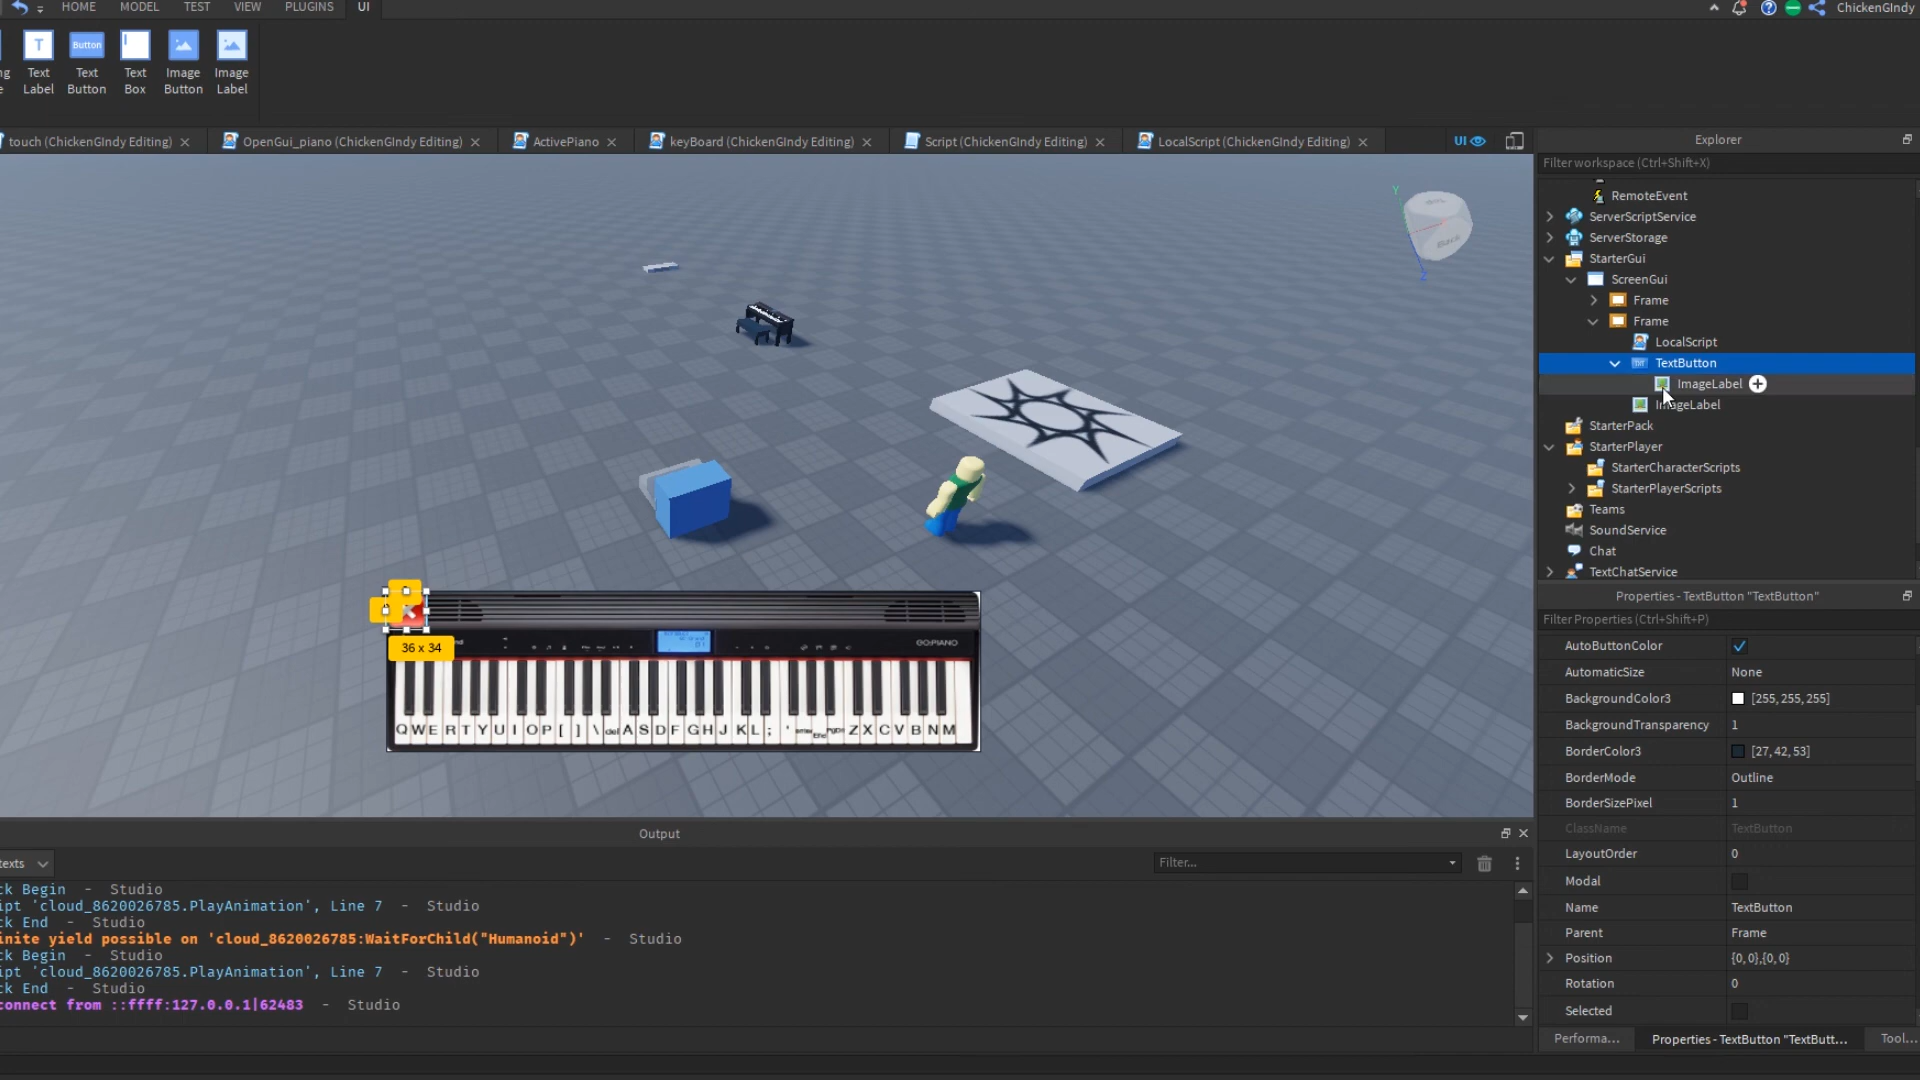 HOME MODEL TEST VIEW PLUGINS UI
ChickenGIndy
Text Label
Button Text Button
Text Box
Image Button
Image Label
touch (ChickenGIndy Editing) OpenGui_piano (ChickenGIndy Editing) ActivePiano keyBoard (ChickenGIndy Editing) Script (ChickenGIndy Editing) LocalScript (ChickenGIndy Editing) UI
Explorer
Filter workspace (Ctrl+Shift+X)
RemoteEvent
ServerScriptService
ServerStorage
StarterGui
ScreenGui
Frame
Frame
LocalScript
TextButton
ImageLabel
ImageLabel
StarterPack
StarterPlayer
StarterCharacterScripts
StarterPlayerScripts
Teams
SoundService
Chat
TextChatService
Y
Z
Back
36 x 34
GO:PIANO
Q W E R T Y U I O P [ ] \ del A S D F G H J K L ; ' Z X C V B N M
Properties - TextButton "TextButton"
Filter Properties (Ctrl+Shift+P)
AutoButtonColor
AutomaticSize None
BackgroundColor3 [255, 255, 255]
BackgroundTransparency 1
BorderColor3 [27, 42, 53]
BorderMode Outline
BorderSizePixel 1
ClassName TextButton
LayoutOrder 0
Modal
Name TextButton
Parent Frame
Position {0, 0},{0, 0}
Rotation 0
Selected
Performa... Properties - TextButton "TextButt... Tool...
Output
texts
Filter...
ck Begin - Studio
ipt 'cloud_8620026785.PlayAnimation', Line 7 - Studio
ck End - Studio
inite yield possible on 'cloud_8620026785:WaitForChild("Humanoid")' - Studio
ck Begin - Studio
ipt 'cloud_8620026785.PlayAnimation', Line 7 - Studio
ck End - Studio
connect from ::ffff:127.0.0.1|62483 - Studio